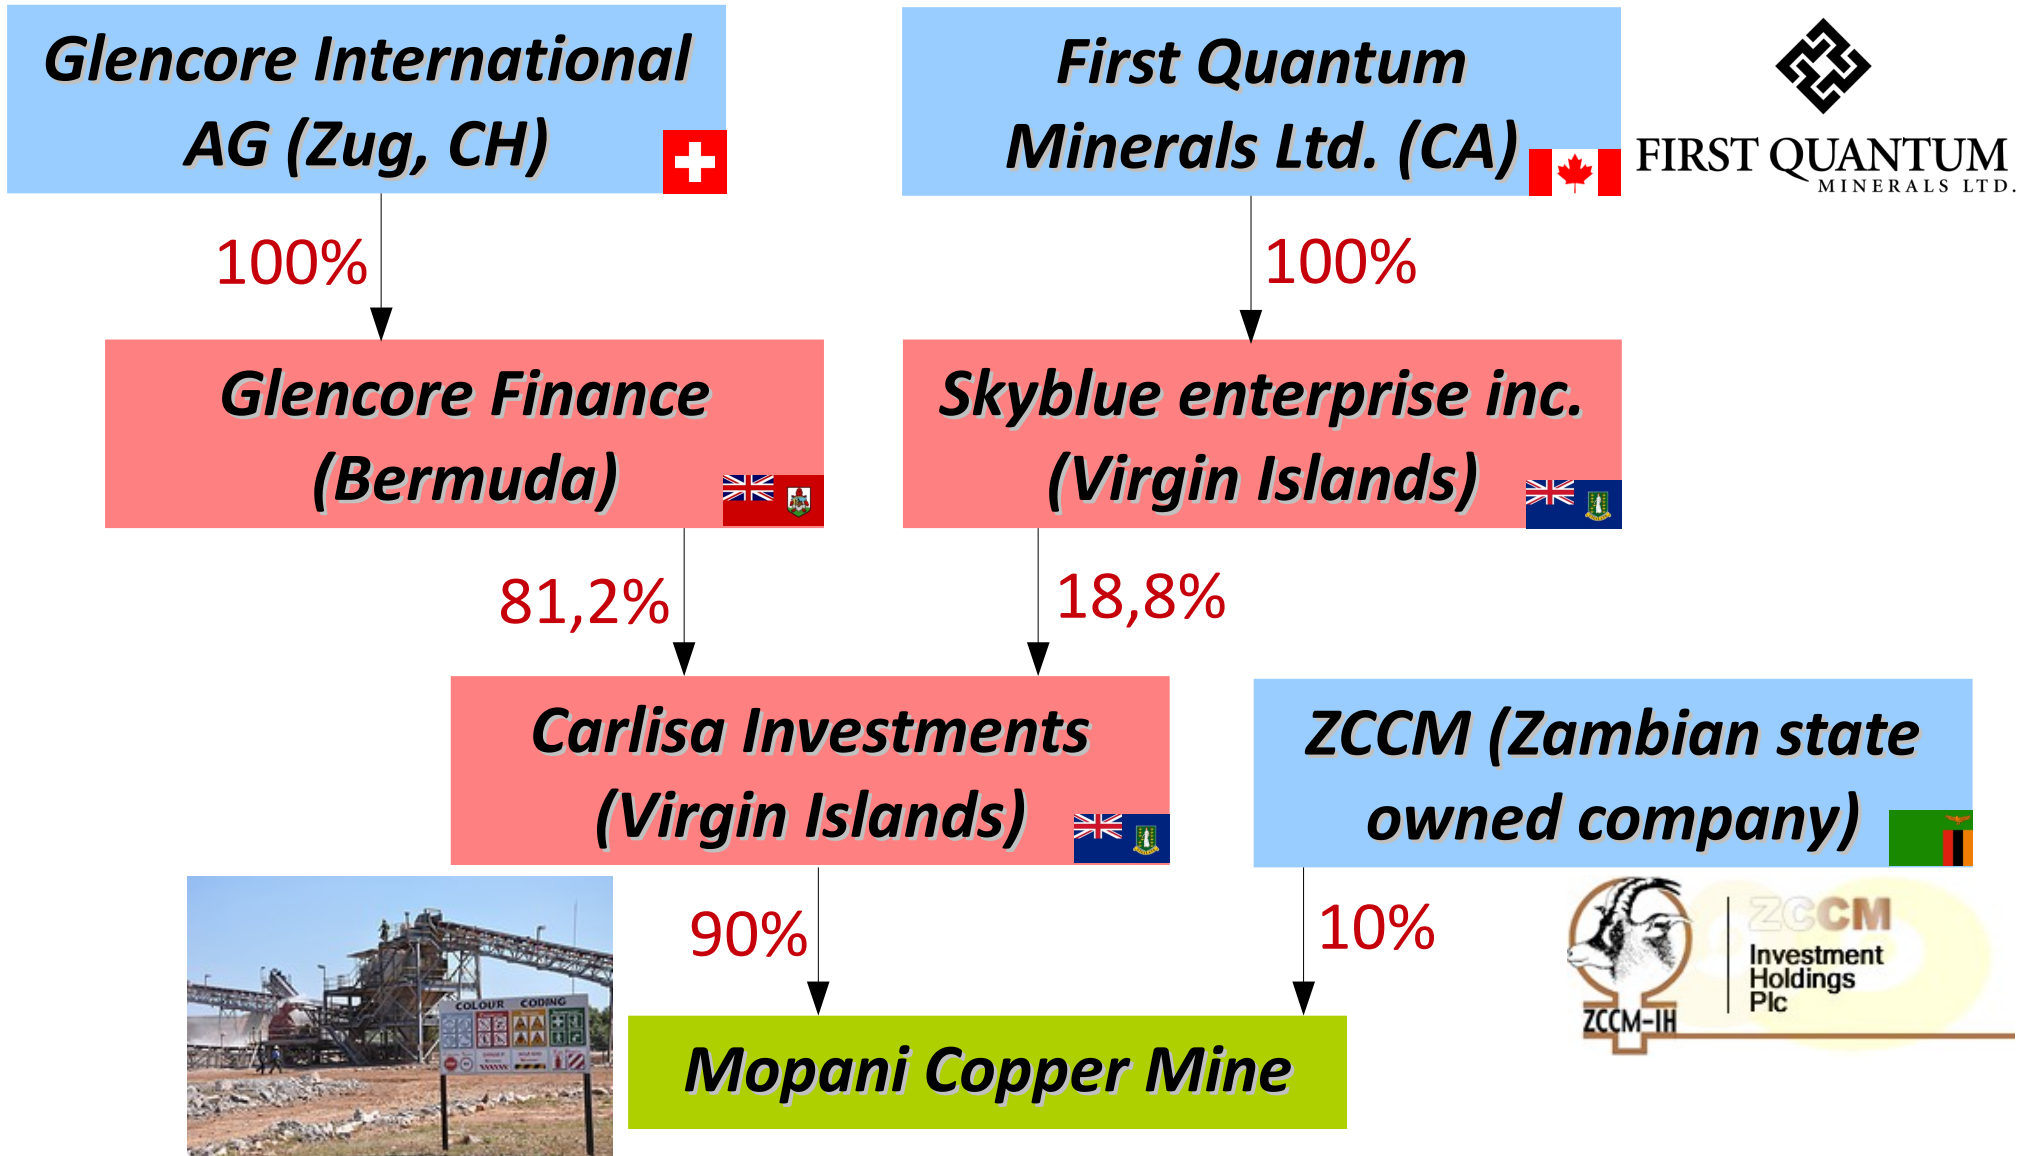 Glencore International
AG (Zug, CH)
First Quantum
Minerals Ltd. (CA)
FIRST QUANTUM
MINERALS LTD.
100%
100%
Glencore Finance
(Bermuda)
Skyblue enterprise inc.
(Virgin Islands)
81,2%
18,8%
Carlisa Investments
(Virgin Islands)
ZCCM (Zambian state
owned company)
90%
10%
ZCCM
Investment
Holdings
Plc
ZCCM-IH
COLOUR CODING
Mopani Copper Mine